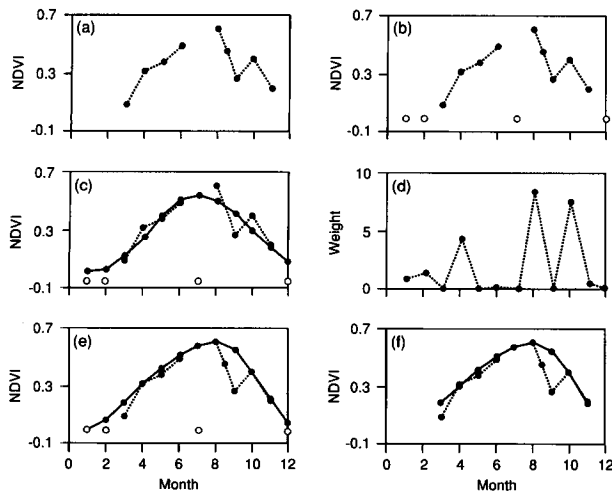 (a)
0.7
0.3
-0.1
NDVI
(b)
0.7
0.3
-0.1
NDVI
(c)
0.7
0.3
-0.1
NDVI
(d)
10
5
0
Weight
(e)
0.7
0.3
-0.1
NDVI
0 2 4 6 8 10 12
Month
(f)
0.7
0.3
-0.1
NDVI
0 2 4 6 8 10 12
Month